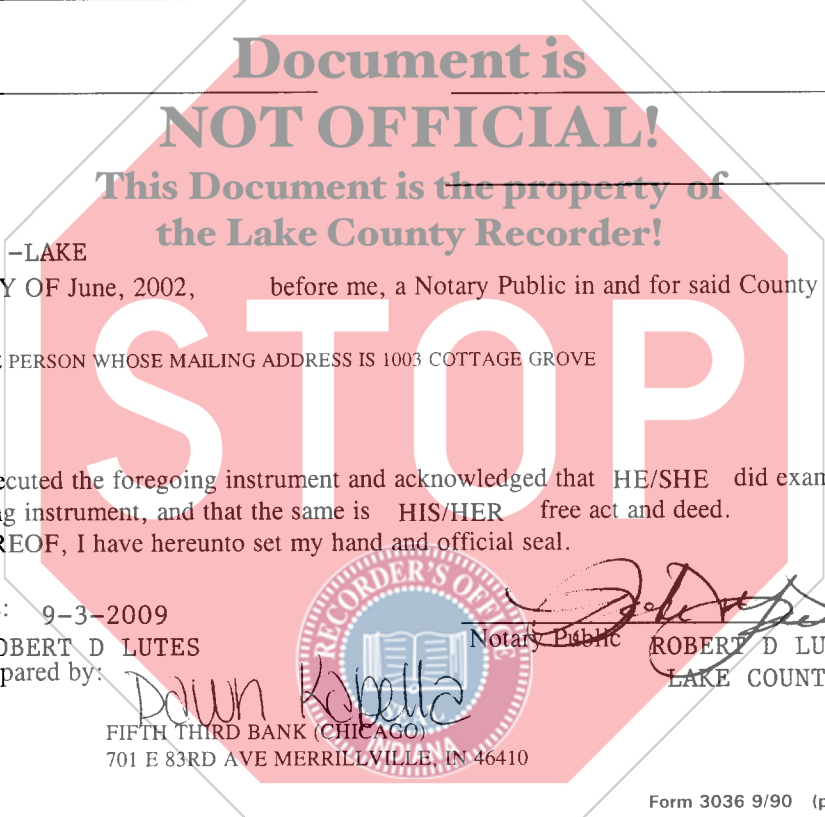 Document is
NOT OFFICIAL!
This Document is the property of
the Lake County Recorder!
-LAKE
Y OF June, 2002, before me, a Notary Public in and for said County
STOP
PERSON WHOSE MAILING ADDRESS IS 1003 COTTAGE GROVE
ecuted the foregoing instrument and acknowledged that HE/SHE did exam
g instrument, and that the same is HIS/HER free act and deed.
REOF, I have hereunto set my hand and official seal.
RECORDER'S OFFICE
: 9-3-2009
Notary Public ROBERT D LU
OBERT D LUTES
LAKE COUNT
pared by: Dawn Kabella
FIFTH THIRD BANK (CHICAGO)
701 E 83RD AVE MERRILLVILLE, IN 46410
INDIANA
Form 3036 9/90 (p